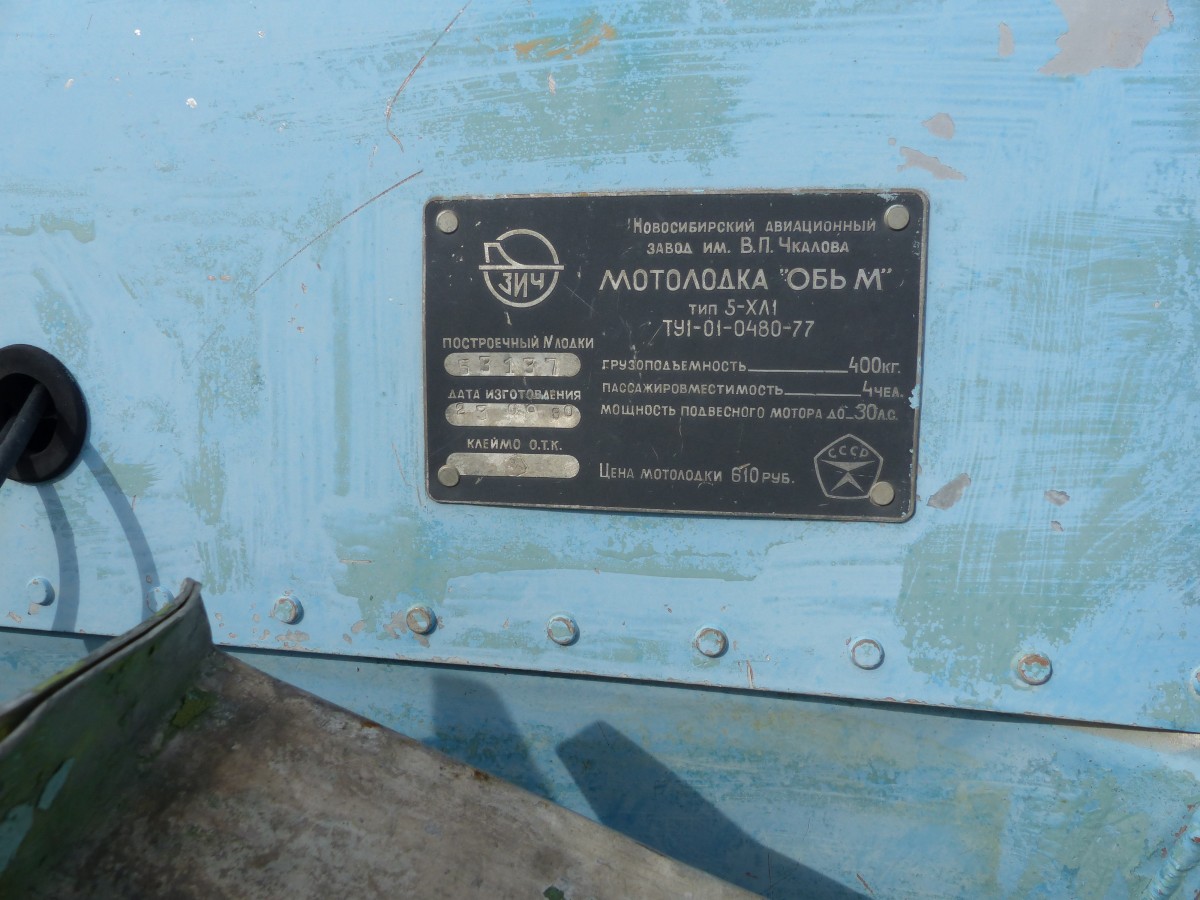 Новосибирский авиационный
завод им. В.П. Чкалова
ЗИЧ
МОТОЛОДКА "ОБЬ М"
тип 5-ХЛ1
ТУ1-01-0480-77
ПОСТРОЕЧНЫЙ N ЛОДКИ
53137
ДАТА ИЗГОТОВЛЕНИЯ
КЛЕЙМО О.Т.К.
ГРУЗОПОДЪЕМНОСТЬ 400КГ.
ПАССАЖИРОВМЕСТИМОСТЬ 4ЧЕЛ.
МОЩНОСТЬ ПОДВЕСНОГО МОТОРА ДО 30Л.С.
ЦЕНА МОТОЛОДКИ 610 РУБ.
СССР